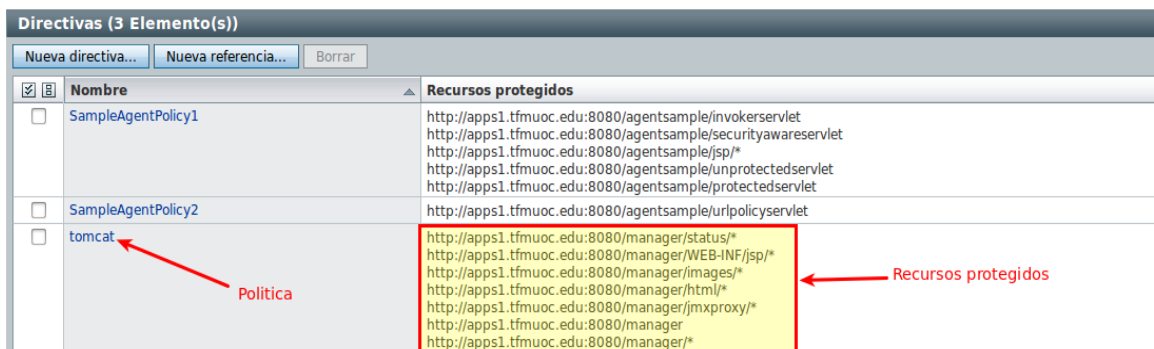 Directivas (3 Elemento(s))
Nueva directiva... Nueva referencia... Borrar
Nombre Recursos protegidos
SampleAgentPolicy1 http://apps1.tfmuoc.edu:8080/agentsample/invokerservlet
http://apps1.tfmuoc.edu:8080/agentsample/securityawareservlet
http://apps1.tfmuoc.edu:8080/agentsample/jsp/*
http://apps1.tfmuoc.edu:8080/agentsample/unprotectedservlet
http://apps1.tfmuoc.edu:8080/agentsample/protectedservlet
SampleAgentPolicy2 http://apps1.tfmuoc.edu:8080/agentsample/urlpolicyservlet
tomcat http://apps1.tfmuoc.edu:8080/manager/status/*
http://apps1.tfmuoc.edu:8080/manager/WEB-INF/jsp/*
http://apps1.tfmuoc.edu:8080/manager/images/*
Recursos protegidos
http://apps1.tfmuoc.edu:8080/manager/html/*
Politica
http://apps1.tfmuoc.edu:8080/manager/jmxproxy/*
http://apps1.tfmuoc.edu:8080/manager
http://apps1.tfmuoc.edu:8080/manager/*